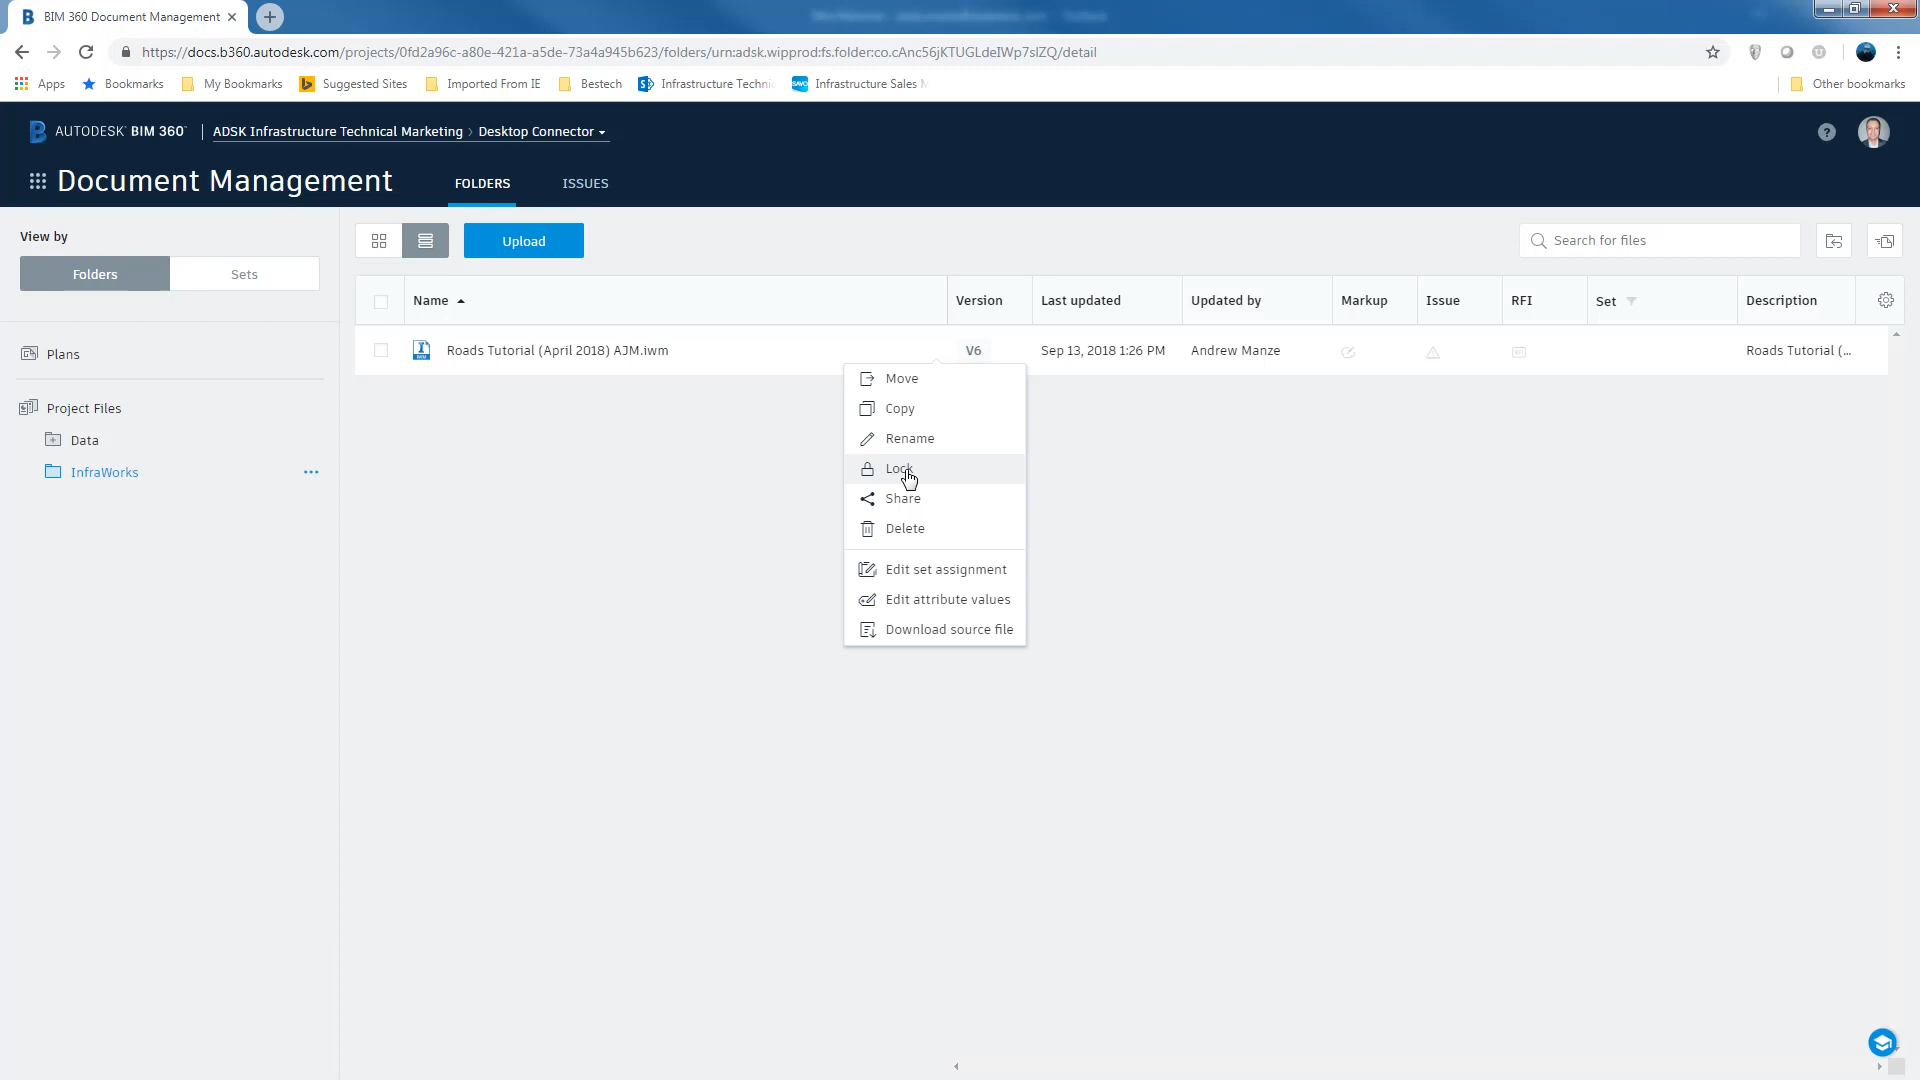 BIM 360 Document Management
https://docs.b360.autodesk.com/projects/0fd2a96c-a80e-421a-a5de-73a4a945b623/folders/urn:adsk.wipprod:fs.folder:co.cAnc56jKTUGLdeIWp7slZQ/detail
Apps Bookmarks My Bookmarks Suggested Sites Imported From IE Bestech Infrastructure Techni Infrastructure Sales M Other bookmarks
AUTODESK BIM 360 ADSK Infrastructure Technical Marketing > Desktop Connector
Document Management FOLDERS ISSUES
View by
Folders Sets
Upload
Search for files
Name Version Last updated Updated by Markup Issue RFI Set Description
Roads Tutorial (April 2018) AJM.iwm V6 Sep 13, 2018 1:26 PM Andrew Manze Roads Tutorial (...
Plans
Project Files
Data
InfraWorks
Move
Copy
Rename
Lock
Share
Delete
Edit set assignment
Edit attribute values
Download source file